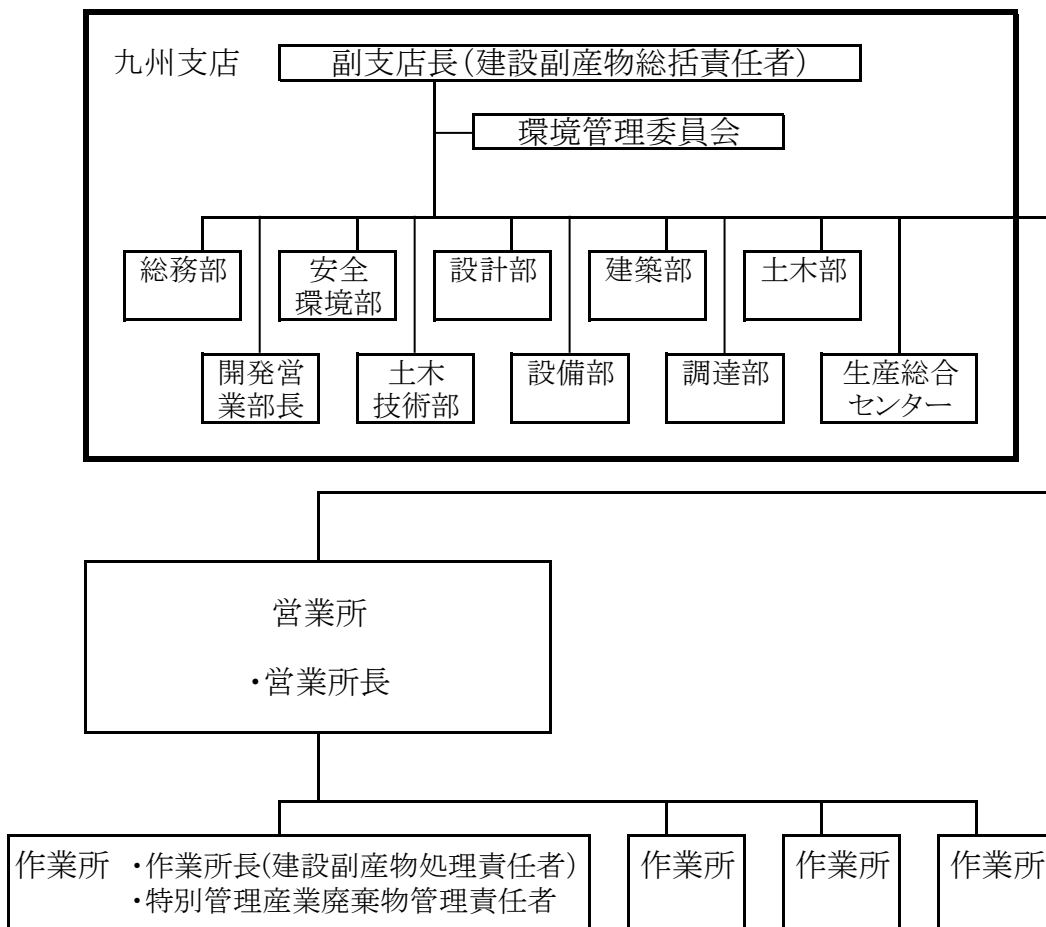 九州支店
副支店長(建設副産物総括責任者)
環境管理委員会
総務部
安全
環境部
設計部
建築部
土木部
開発営
業部長
土木
技術部
設備部
調達部
生産総合
センター
営業所
・営業所長
作業所 ・作業所長(建設副産物処理責任者)
・特別管理産業廃棄物管理責任者
作業所
作業所
作業所